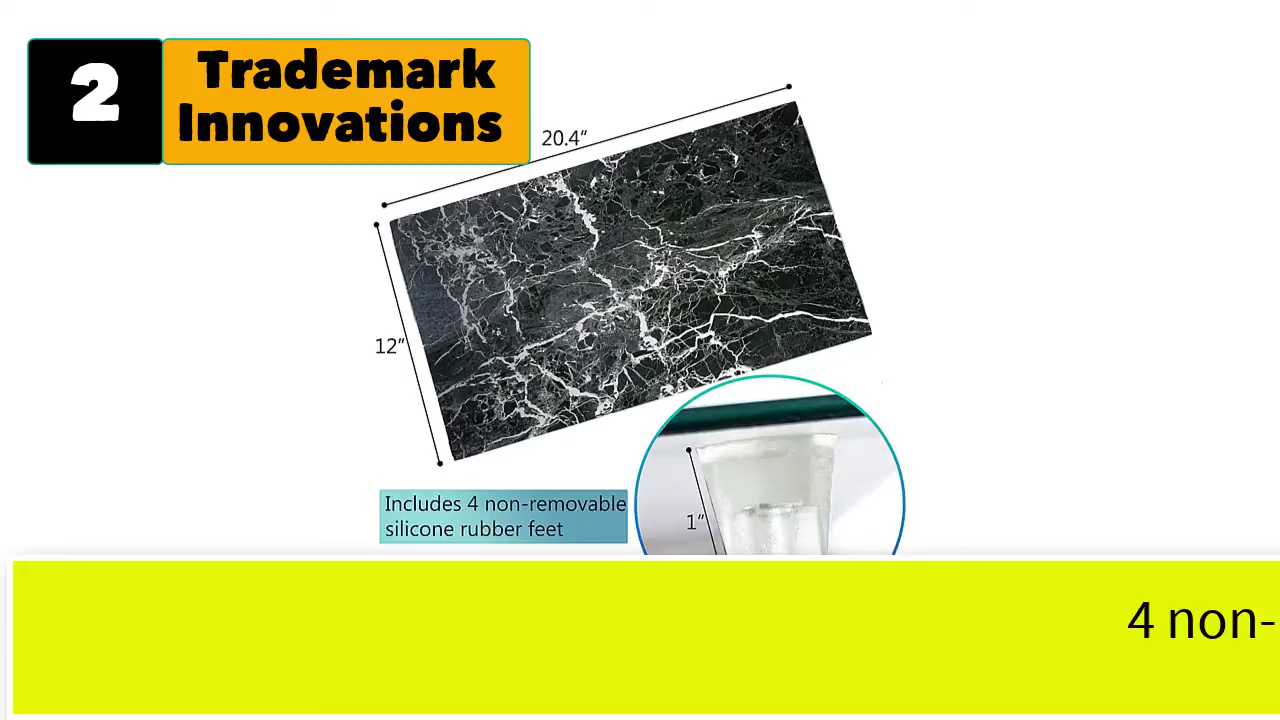 2
Trademark
Innovations
20.4”
12”
Includes 4 non-removable
silicone rubber feet
1”
4 non-